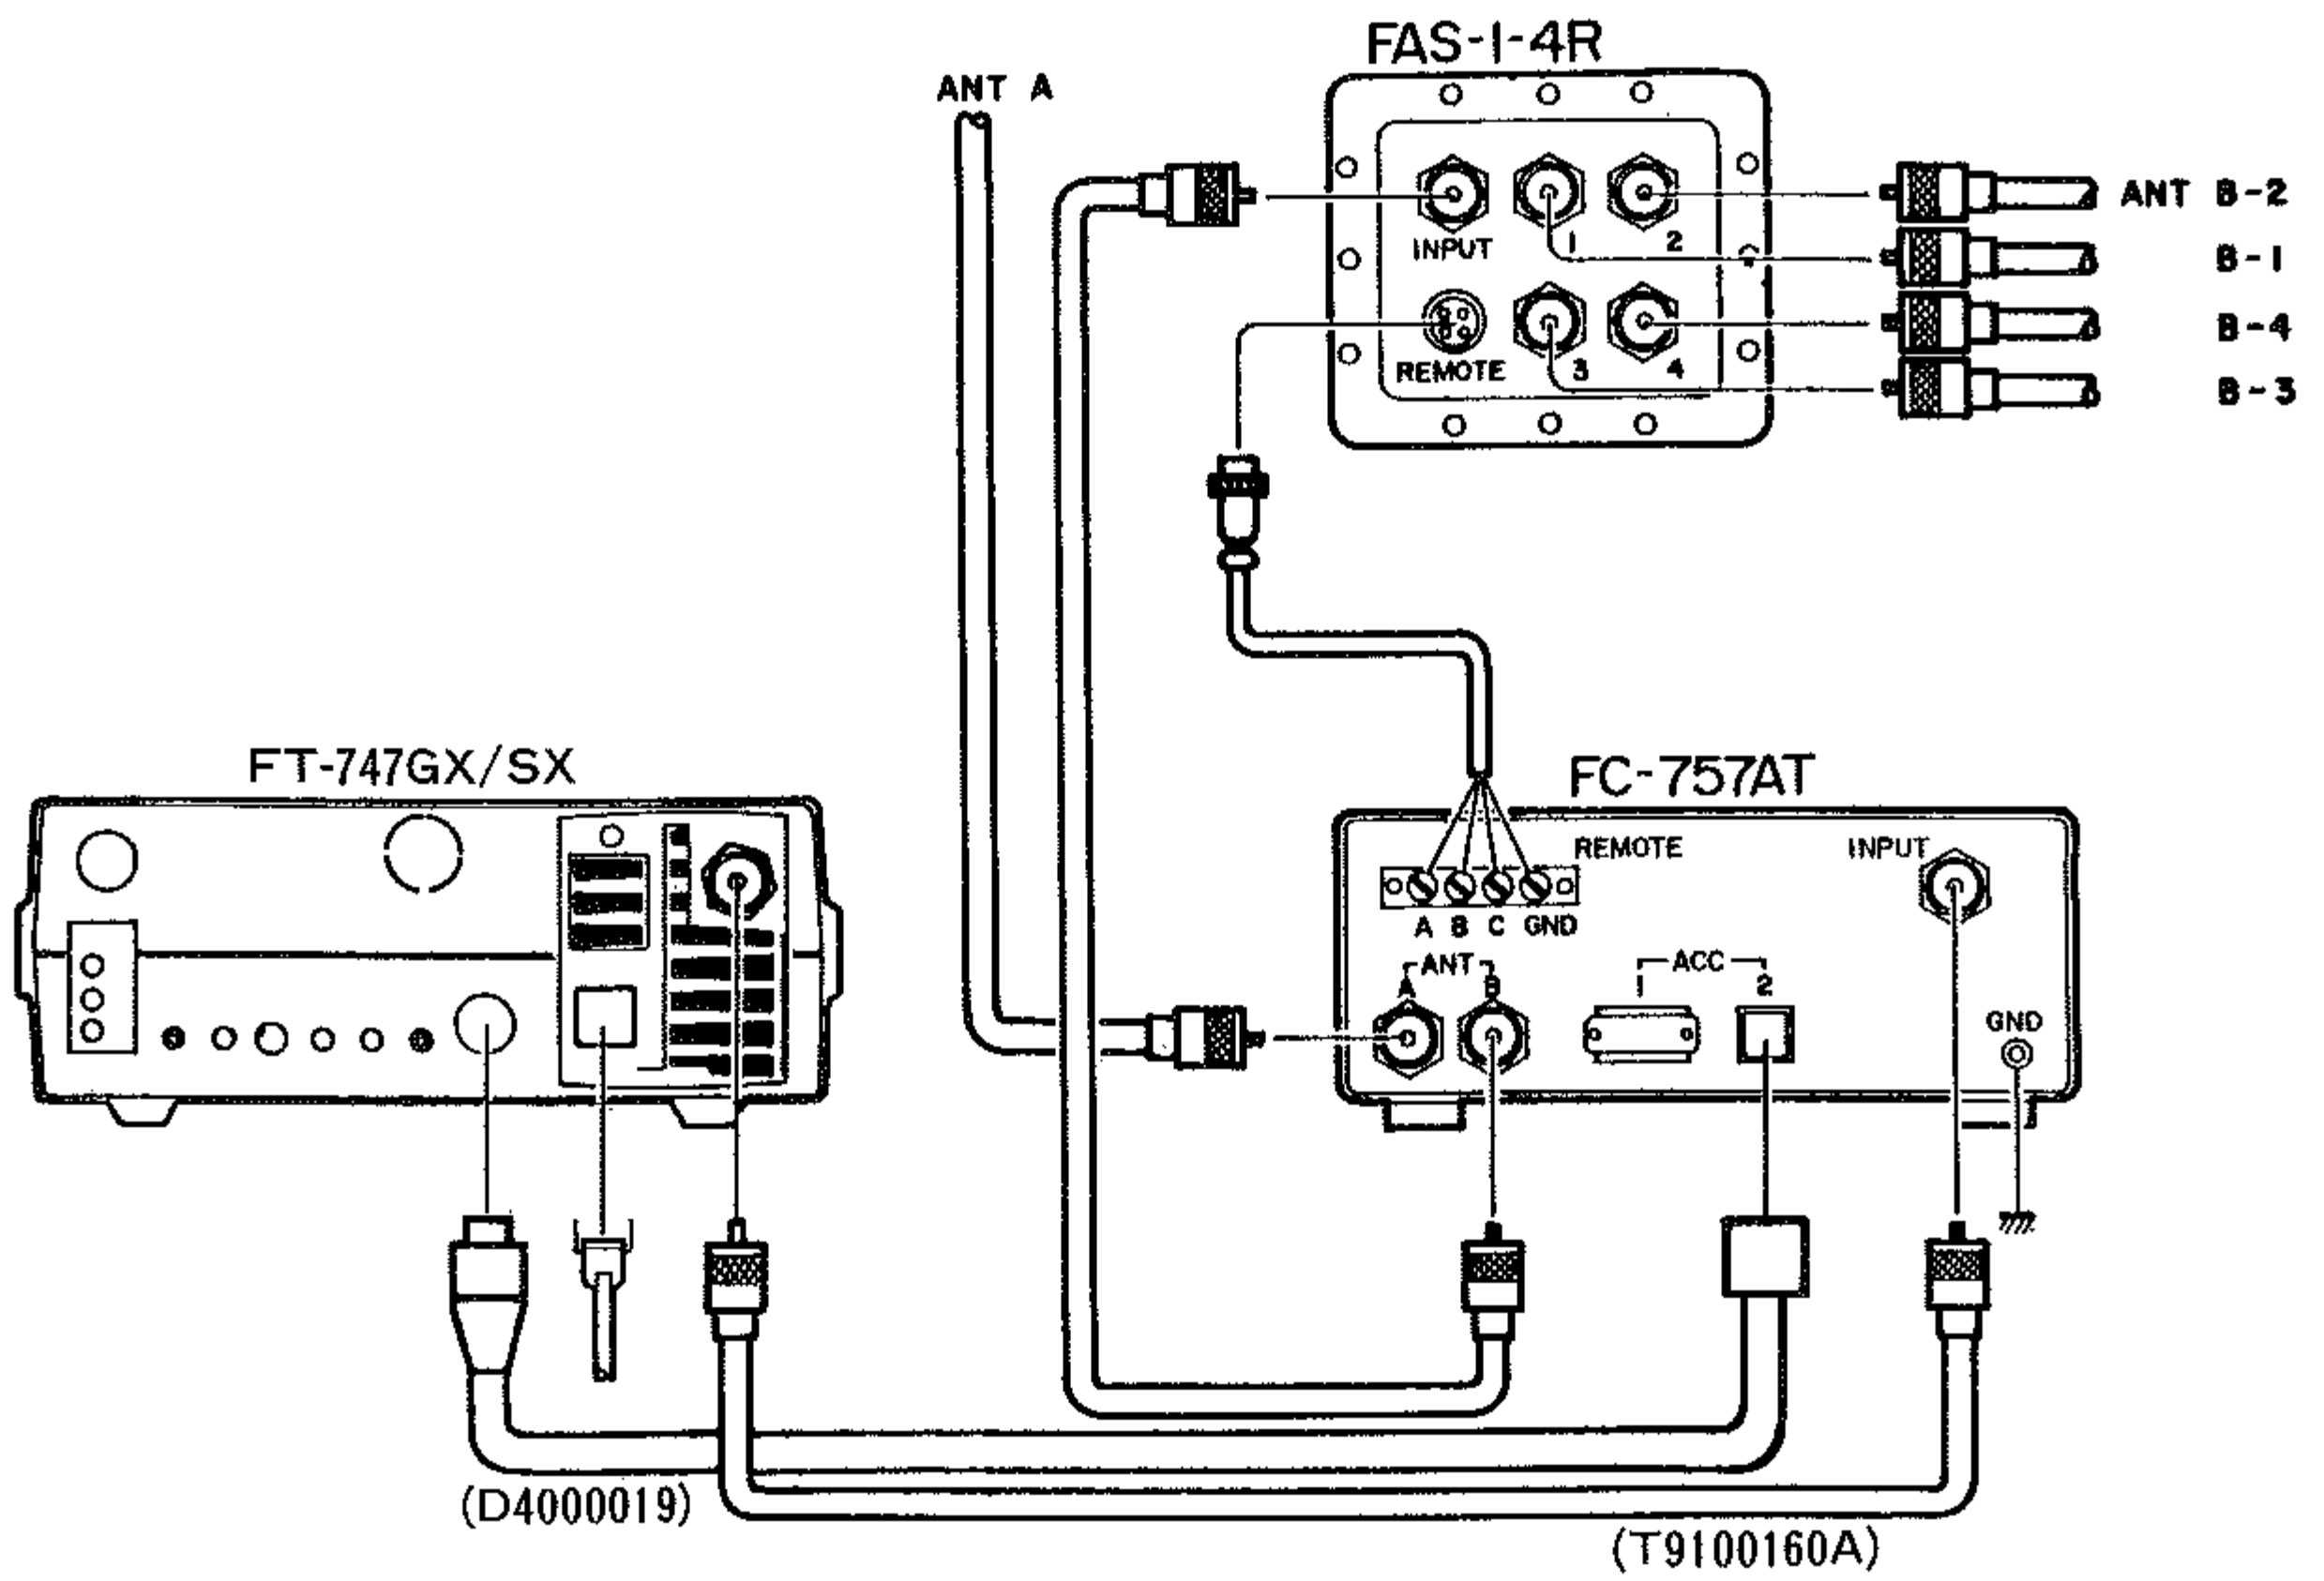 FAS-1-4R
ANT A
INPUT
1
2
REMOTE
3
4
ANT B-2
B-1
B-4
B-3
FT-747GX/SX
FC-757AT
REMOTE
INPUT
A B C GND
ANT
A B
ACC
1 2
GND
(D4000019)
(T9100160A)